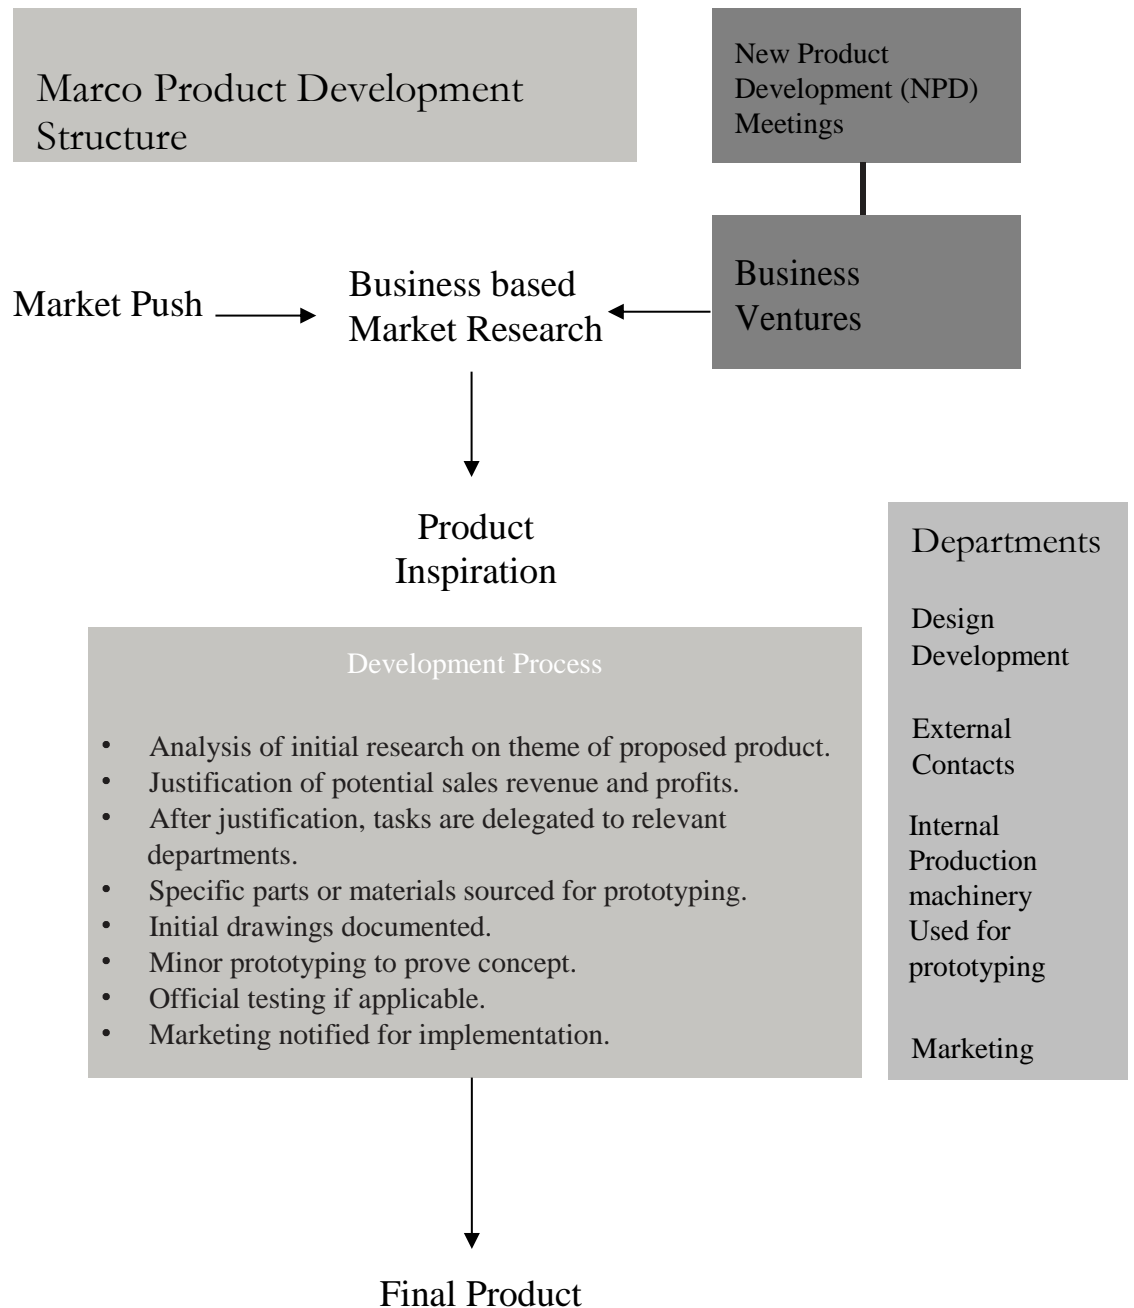 Marco Product Development
Structure
New Product
Development (NPD)
Meetings
Market Push
Business based
Market Research
Business
Ventures
Product
Inspiration
Development Process
• Analysis of initial research on theme of proposed product.
• Justification of potential sales revenue and profits.
• After justification, tasks are delegated to relevant
departments.
• Specific parts or materials sourced for prototyping.
• Initial drawings documented.
• Minor prototyping to prove concept.
• Official testing if applicable.
• Marketing notified for implementation.
Departments
Design
Development
External
Contacts
Internal
Production
machinery
Used for
prototyping
Marketing
Final Product